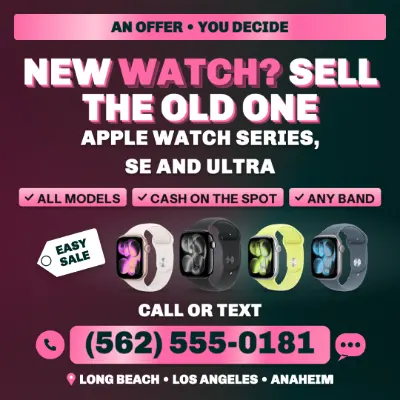 AN OFFER • YOU DECIDE
NEW WATCH? SELL
THE OLD ONE
APPLE WATCH SERIES,
SE AND ULTRA
✓ ALL MODELS ✓ CASH ON THE SPOT ✓ ANY BAND
EASY
SALE
CALL OR TEXT
(562) 555-0181
LONG BEACH • LOS ANGELES • ANAHEIM